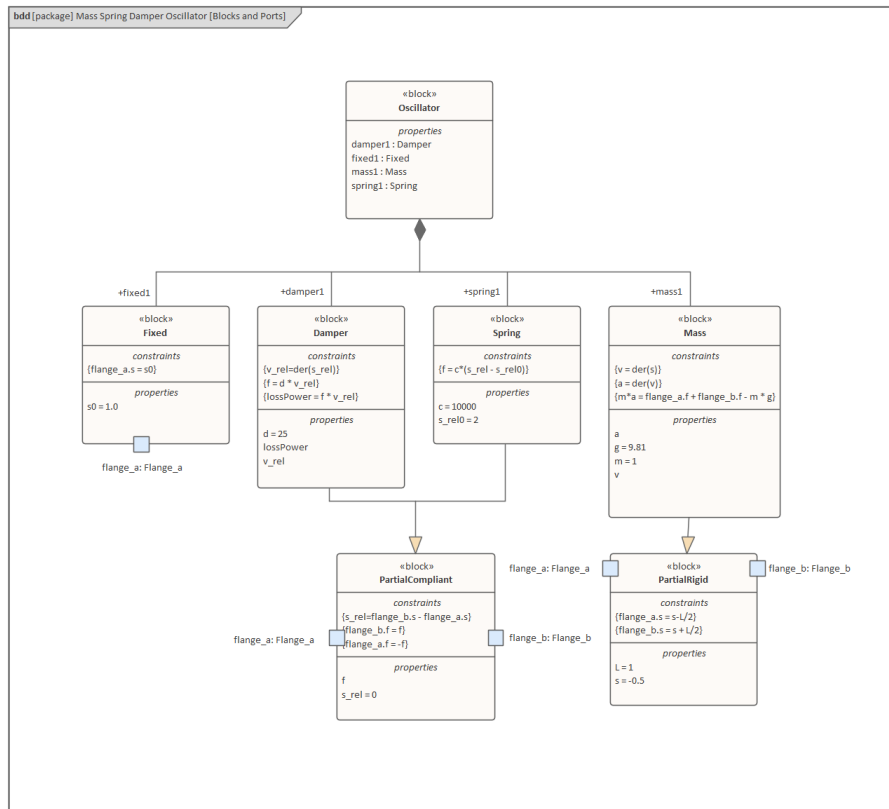 bdd [package] Mass Spring Damper Oscillator [Blocks and Ports]
«block»
Oscillator
properties
damper1 : Damper
fixed1 : Fixed
mass1 : Mass
spring1 : Spring
+fixed1
+damper1
+spring1
+mass1
«block»
Fixed
constraints
{flange_a.s = s0}
properties
s0 = 1.0
flange_a: Flange_a
«block»
Damper
constraints
{v_rel=der(s_rel)}
{f = d * v_rel}
{lossPower = f * v_rel}
properties
d = 25
lossPower
v_rel
«block»
Spring
constraints
{f = c*(s_rel - s_rel0)}
properties
c = 10000
s_rel0 = 2
«block»
Mass
constraints
{v = der(s)}
{a = der(v)}
{m*a = flange_a.f + flange_b.f - m * g}
properties
a
g = 9.81
m = 1
v
«block»
PartialCompliant
constraints
{s_rel=flange_b.s - flange_a.s}
{flange_b.f = f}
{flange_a.f = -f}
properties
f
s_rel = 0
flange_a: Flange_a
flange_b: Flange_b
«block»
PartialRigid
constraints
{flange_a.s = s-L/2}
{flange_b.s = s + L/2}
properties
L = 1
s = -0.5
flange_a: Flange_a
flange_b: Flange_b